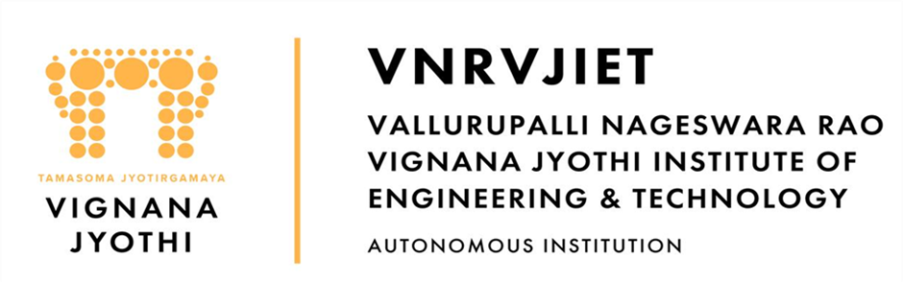 TAMASOMA JYOTIRGAMAYA
VIGNANA
JYOTHI
VNRVJIET
VALLURUPALLI NAGESWARA RAO
VIGNANA JYOTHI INSTITUTE OF
ENGINEERING & TECHNOLOGY
AUTONOMOUS INSTITUTION